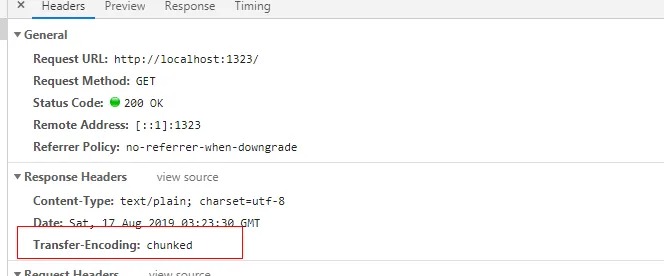 × Headers Preview Response Timing
▼ General
Request URL: http://localhost:1323/
Request Method: GET
Status Code: 200 OK
Remote Address: [::1]:1323
Referrer Policy: no-referrer-when-downgrade
▼ Response Headers view source
Content-Type: text/plain; charset=utf-8
Date: Sat, 17 Aug 2019 03:23:30 GMT
Transfer-Encoding: chunked
▼ Request Headers view source